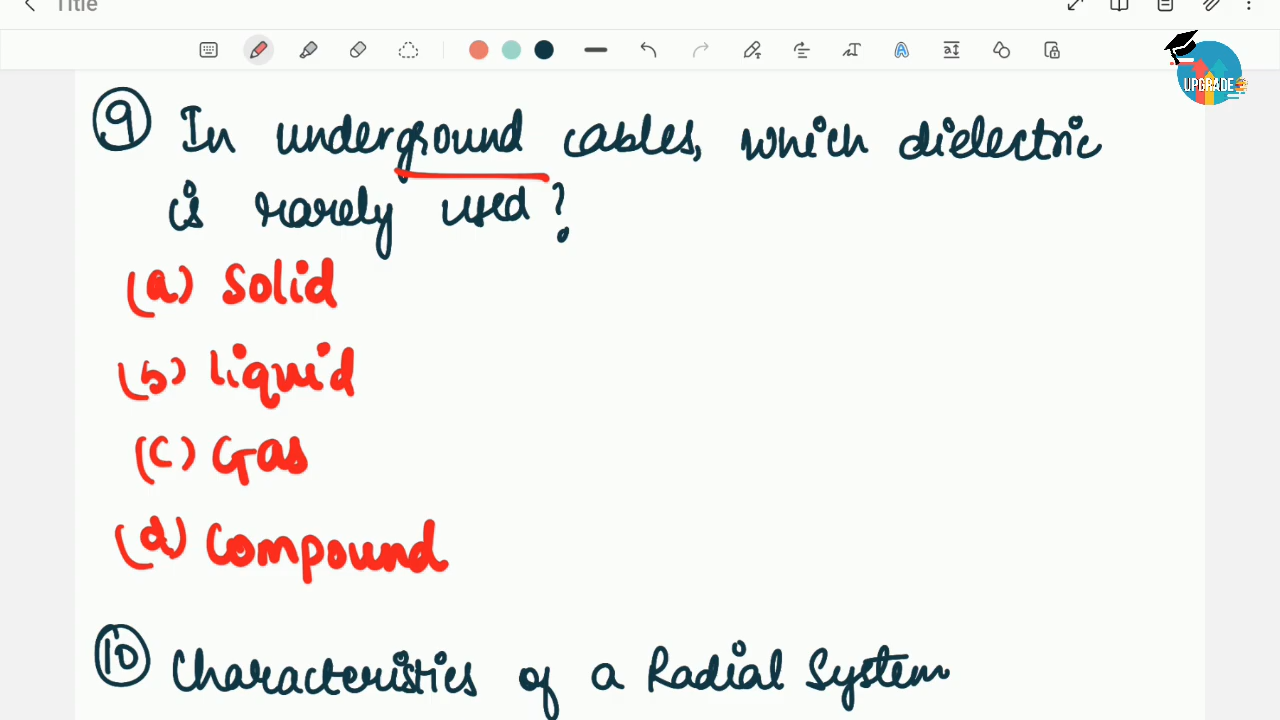 Title
UPGRADE
9 In underground cables, which dielectric
is rarely used?
(a) Solid
(b) Liquid
(c) Gas
(d) Compound
10 Characteristics of a Radial System